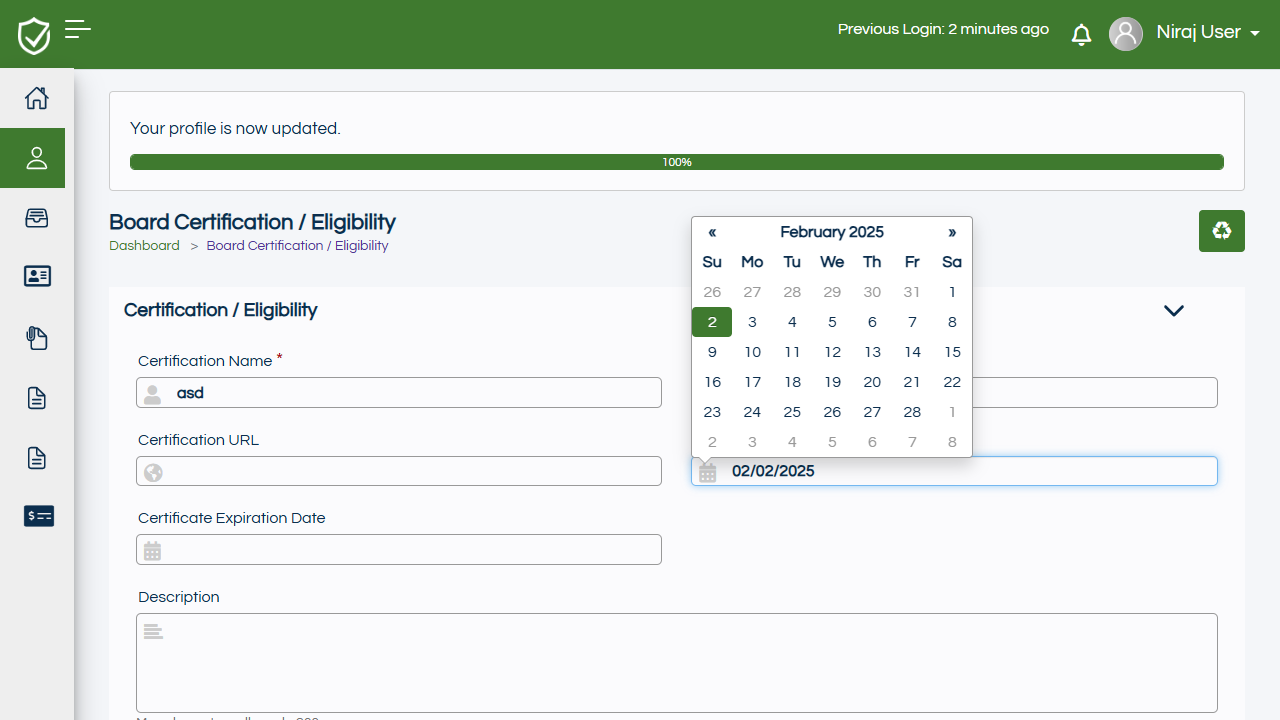 Previous Login: 2 minutes ago
Niraj User
Your profile is now updated.
100%
Board Certification / Eligibility
Dashboard > Board Certification / Eligibility
« February 2025 »
Su Mo Tu We Th Fr Sa
26 27 28 29 30 31 1
2 3 4 5 6 7 8
9 10 11 12 13 14 15
16 17 18 19 20 21 22
23 24 25 26 27 28 1
2 3 4 5 6 7 8
Certification / Eligibility
Certification Name *
asd
Certification URL
02/02/2025
Certificate Expiration Date
Description